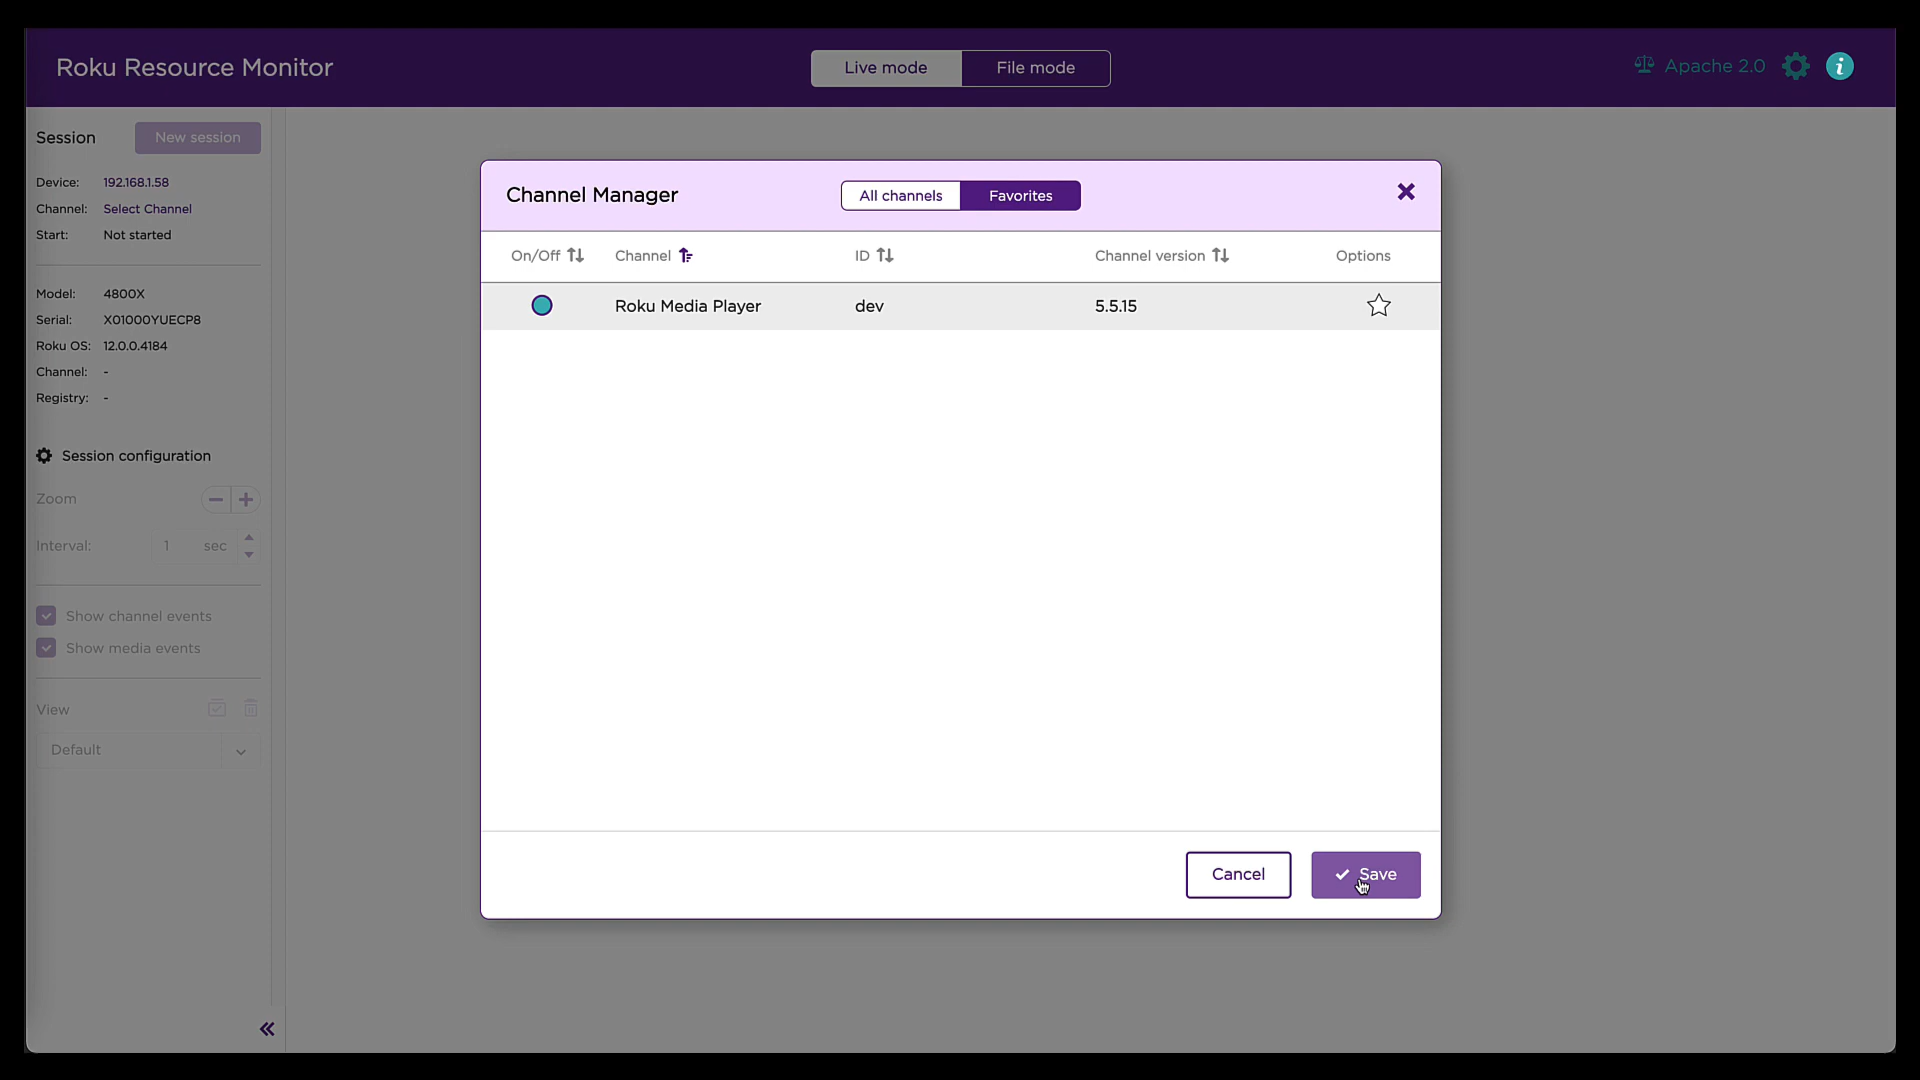 Roku Resource Monitor
Live mode
File mode
Apache 2.0
Session
New session
Device: 192.168.1.58
Channel: Select Channel
Start: Not started
Model: 4800X
Serial: X01000YUECP8
Roku OS: 12.0.0.4184
Channel: -
Registry: -
Session configuration
Zoom
Interval: 1 sec
Show channel events
Show media events
View
Default
Channel Manager
All channels
Favorites
On/Off Channel ID Channel version Options
Roku Media Player dev 5.5.15
Cancel
Save